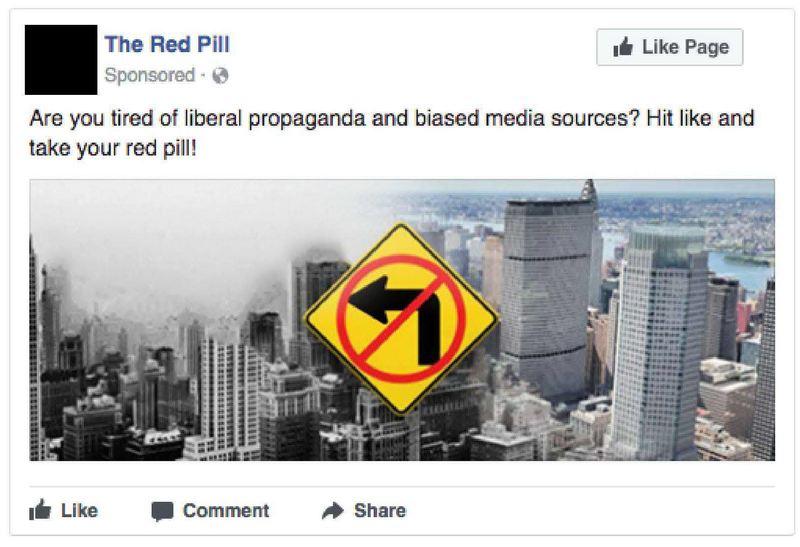 The Red Pill
Like Page
Sponsored ·
Are you tired of liberal propaganda and biased media sources? Hit like and
take your red pill!
Like
Comment
Share